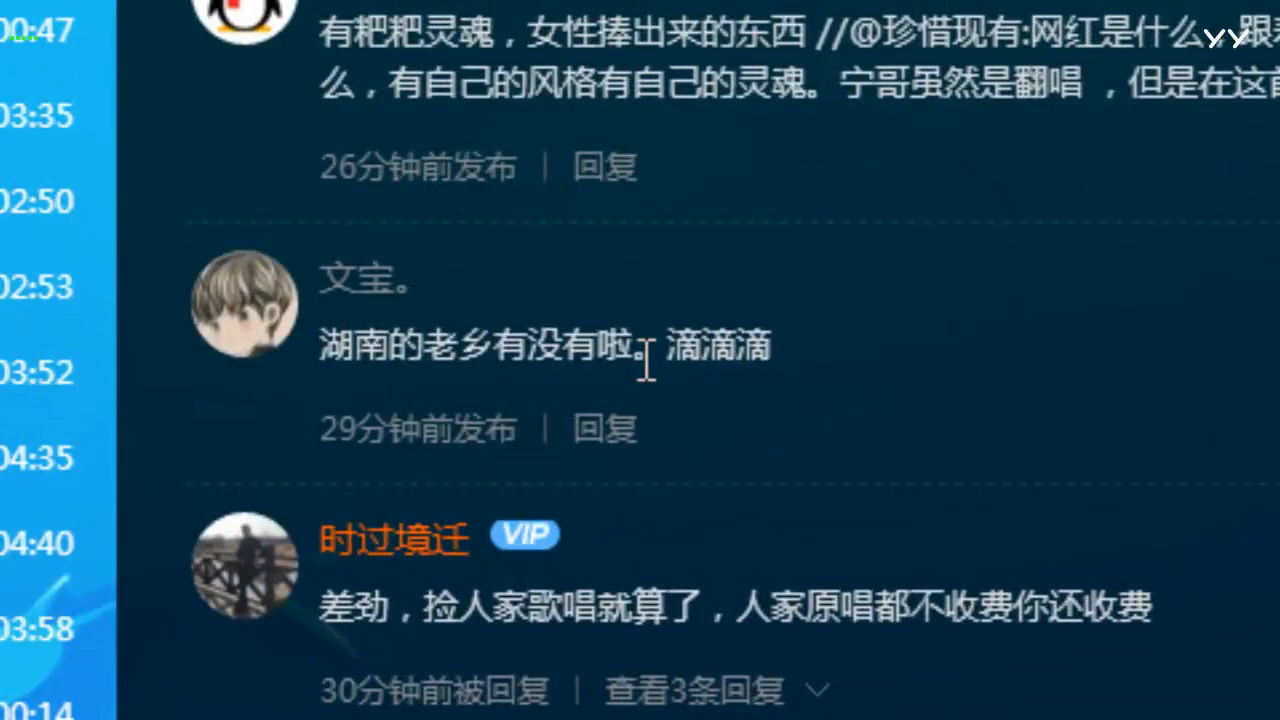 00:47
03:35
02:50
02:53
03:52
04:35
04:40
03:58
00:14
YY
有粑粑灵魂，女性捧出来的东西 //@珍惜现有:网红是什么，跟
么，有自己的风格有自己的灵魂。宁哥虽然是翻唱 ，但是在这首
26分钟前发布 | 回复
文宝。
湖南的老乡有没有啦。滴滴滴
29分钟前发布 | 回复
时过境迁 VIP
差劲，捡人家歌唱就算了，人家原唱都不收费你还收费
30分钟前被回复 | 查看3条回复